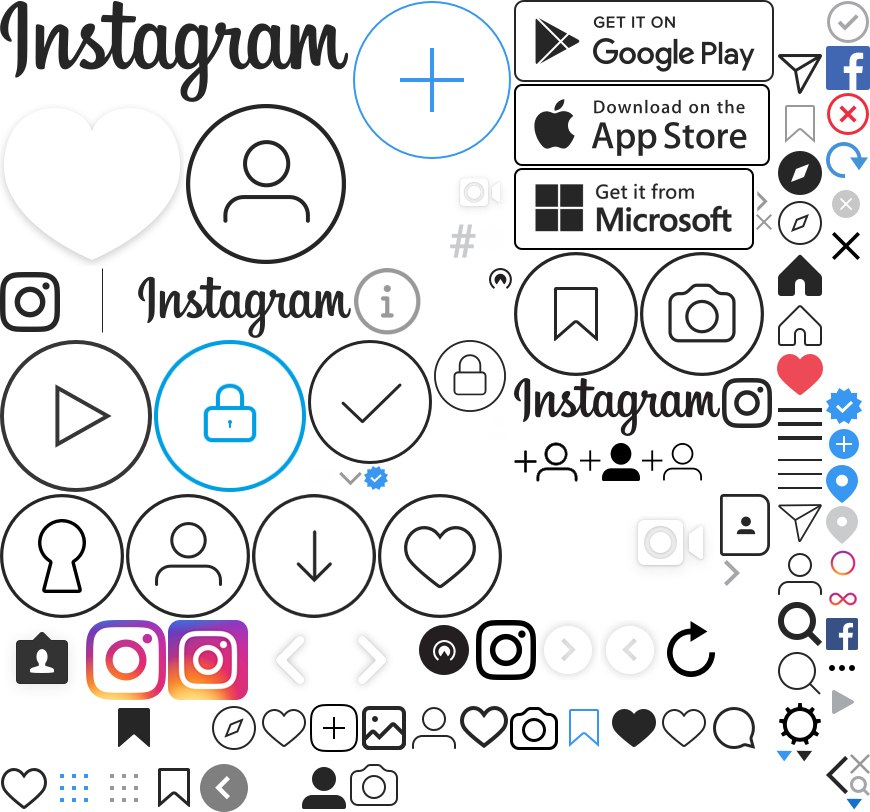 Instagram
GET IT ON
Google Play
Download on the
App Store
Get it from
Microsoft
#
Instagram
Instagram